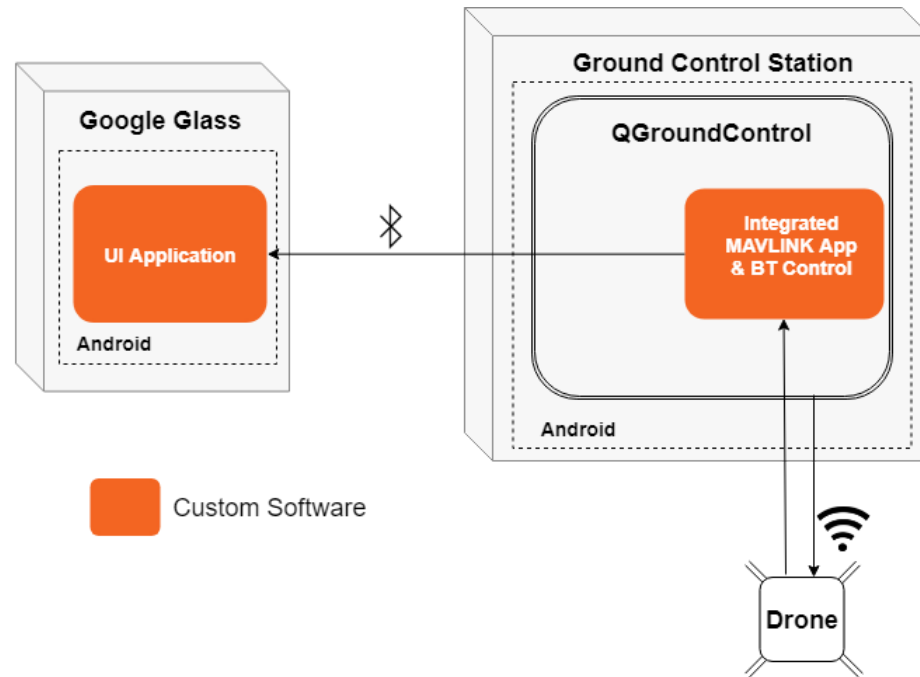 Ground Control Station
QGroundControl
Google Glass
Integrated
MAVLINK App
& BT Control
UI Application
Android
Android
Custom Software
Drone